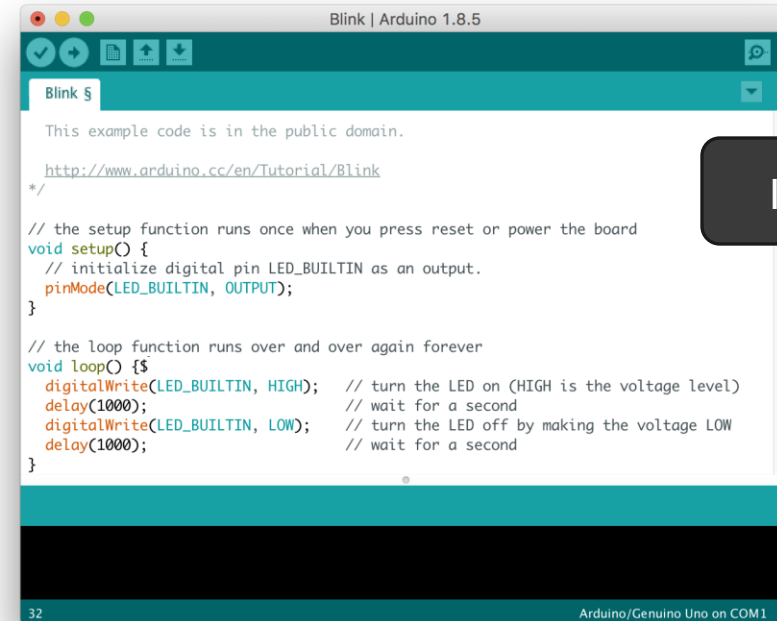 Blink | Arduino 1.8.5
Blink §
This example code is in the public domain.
http://www.arduino.cc/en/Tutorial/Blink
*/
// the setup function runs once when you press reset or power the board
void setup() {
  // initialize digital pin LED_BUILTIN as an output.
  pinMode(LED_BUILTIN, OUTPUT);
}
// the loop function runs over and over again forever
void loop() {$
  digitalWrite(LED_BUILTIN, HIGH);   // turn the LED on (HIGH is the voltage level)
  delay(1000);                       // wait for a second
  digitalWrite(LED_BUILTIN, LOW);    // turn the LED off by making the voltage LOW
  delay(1000);                       // wait for a second
}
32 Arduino/Genuino Uno on COM1